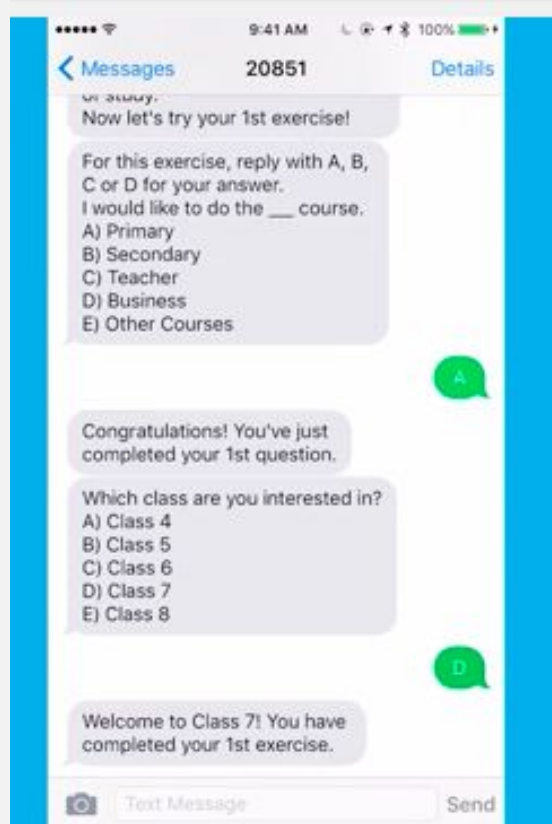 9:41 AM 100%
Messages 20851 Details
of study.
Now let's try your 1st exercise!
For this exercise, reply with A, B,
C or D for your answer.
I would like to do the ___ course.
A) Primary
B) Secondary
C) Teacher
D) Business
E) Other Courses
A
Congratulations! You've just
completed your 1st question.
Which class are you interested in?
A) Class 4
B) Class 5
C) Class 6
D) Class 7
E) Class 8
D
Welcome to Class 7! You have
completed your 1st exercise.
Text Message Send